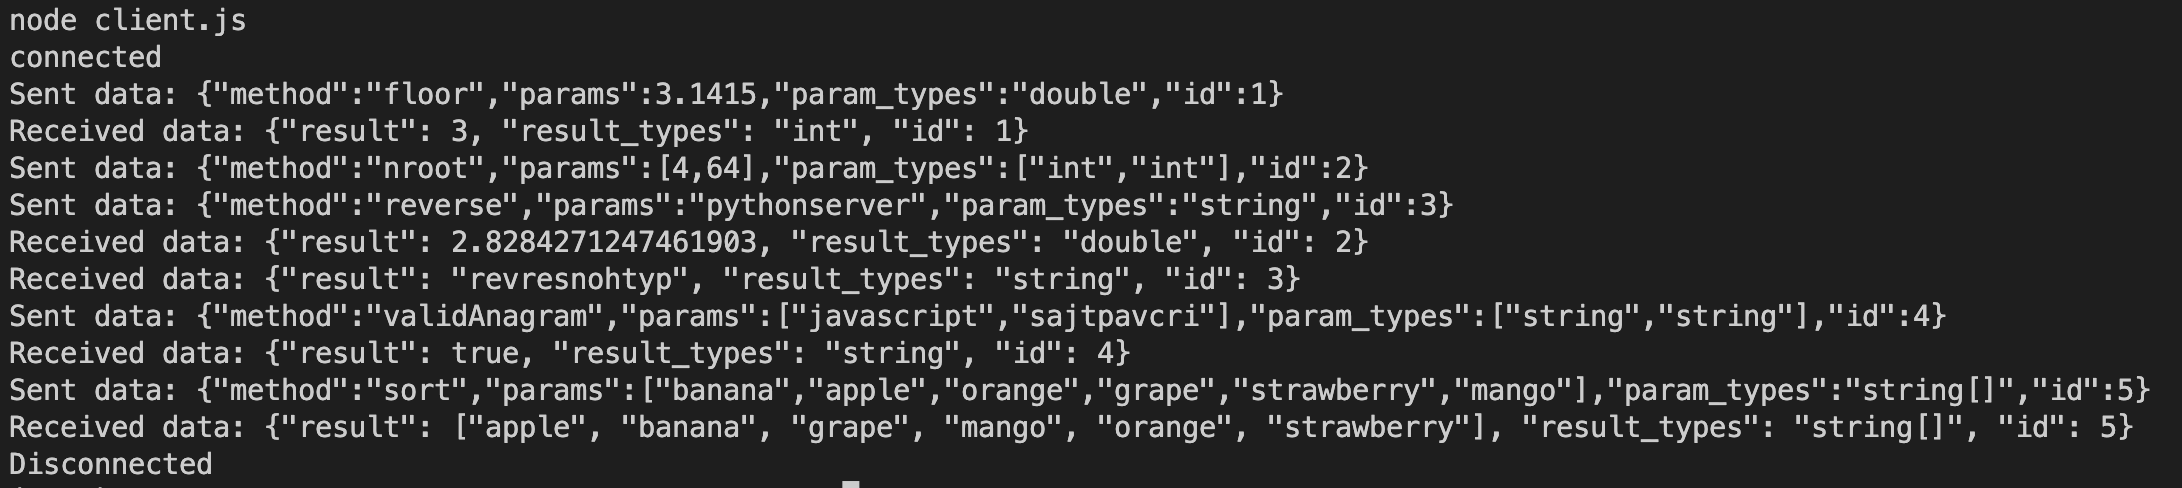 node client.js
connected
Sent data: {"method":"floor","params":3.1415,"param_types":"double","id":1}
Received data: {"result": 3, "result_types": "int", "id": 1}
Sent data: {"method":"nroot","params":[4,64],"param_types":["int","int"],"id":2}
Sent data: {"method":"reverse","params":"pythonserver","param_types":"string","id":3}
Received data: {"result": 2.8284271247461903, "result_types": "double", "id": 2}
Received data: {"result": "revresnohtyp", "result_types": "string", "id": 3}
Sent data: {"method":"validAnagram","params":["javascript","sajtpavcri"],"param_types":["string","string"],"id":4}
Received data: {"result": true, "result_types": "string", "id": 4}
Sent data: {"method":"sort","params":["banana","apple","orange","grape","strawberry","mango"],"param_types":"string[]","id":5}
Received data: {"result": ["apple", "banana", "grape", "mango", "orange", "strawberry"], "result_types": "string[]", "id": 5}
Disconnected